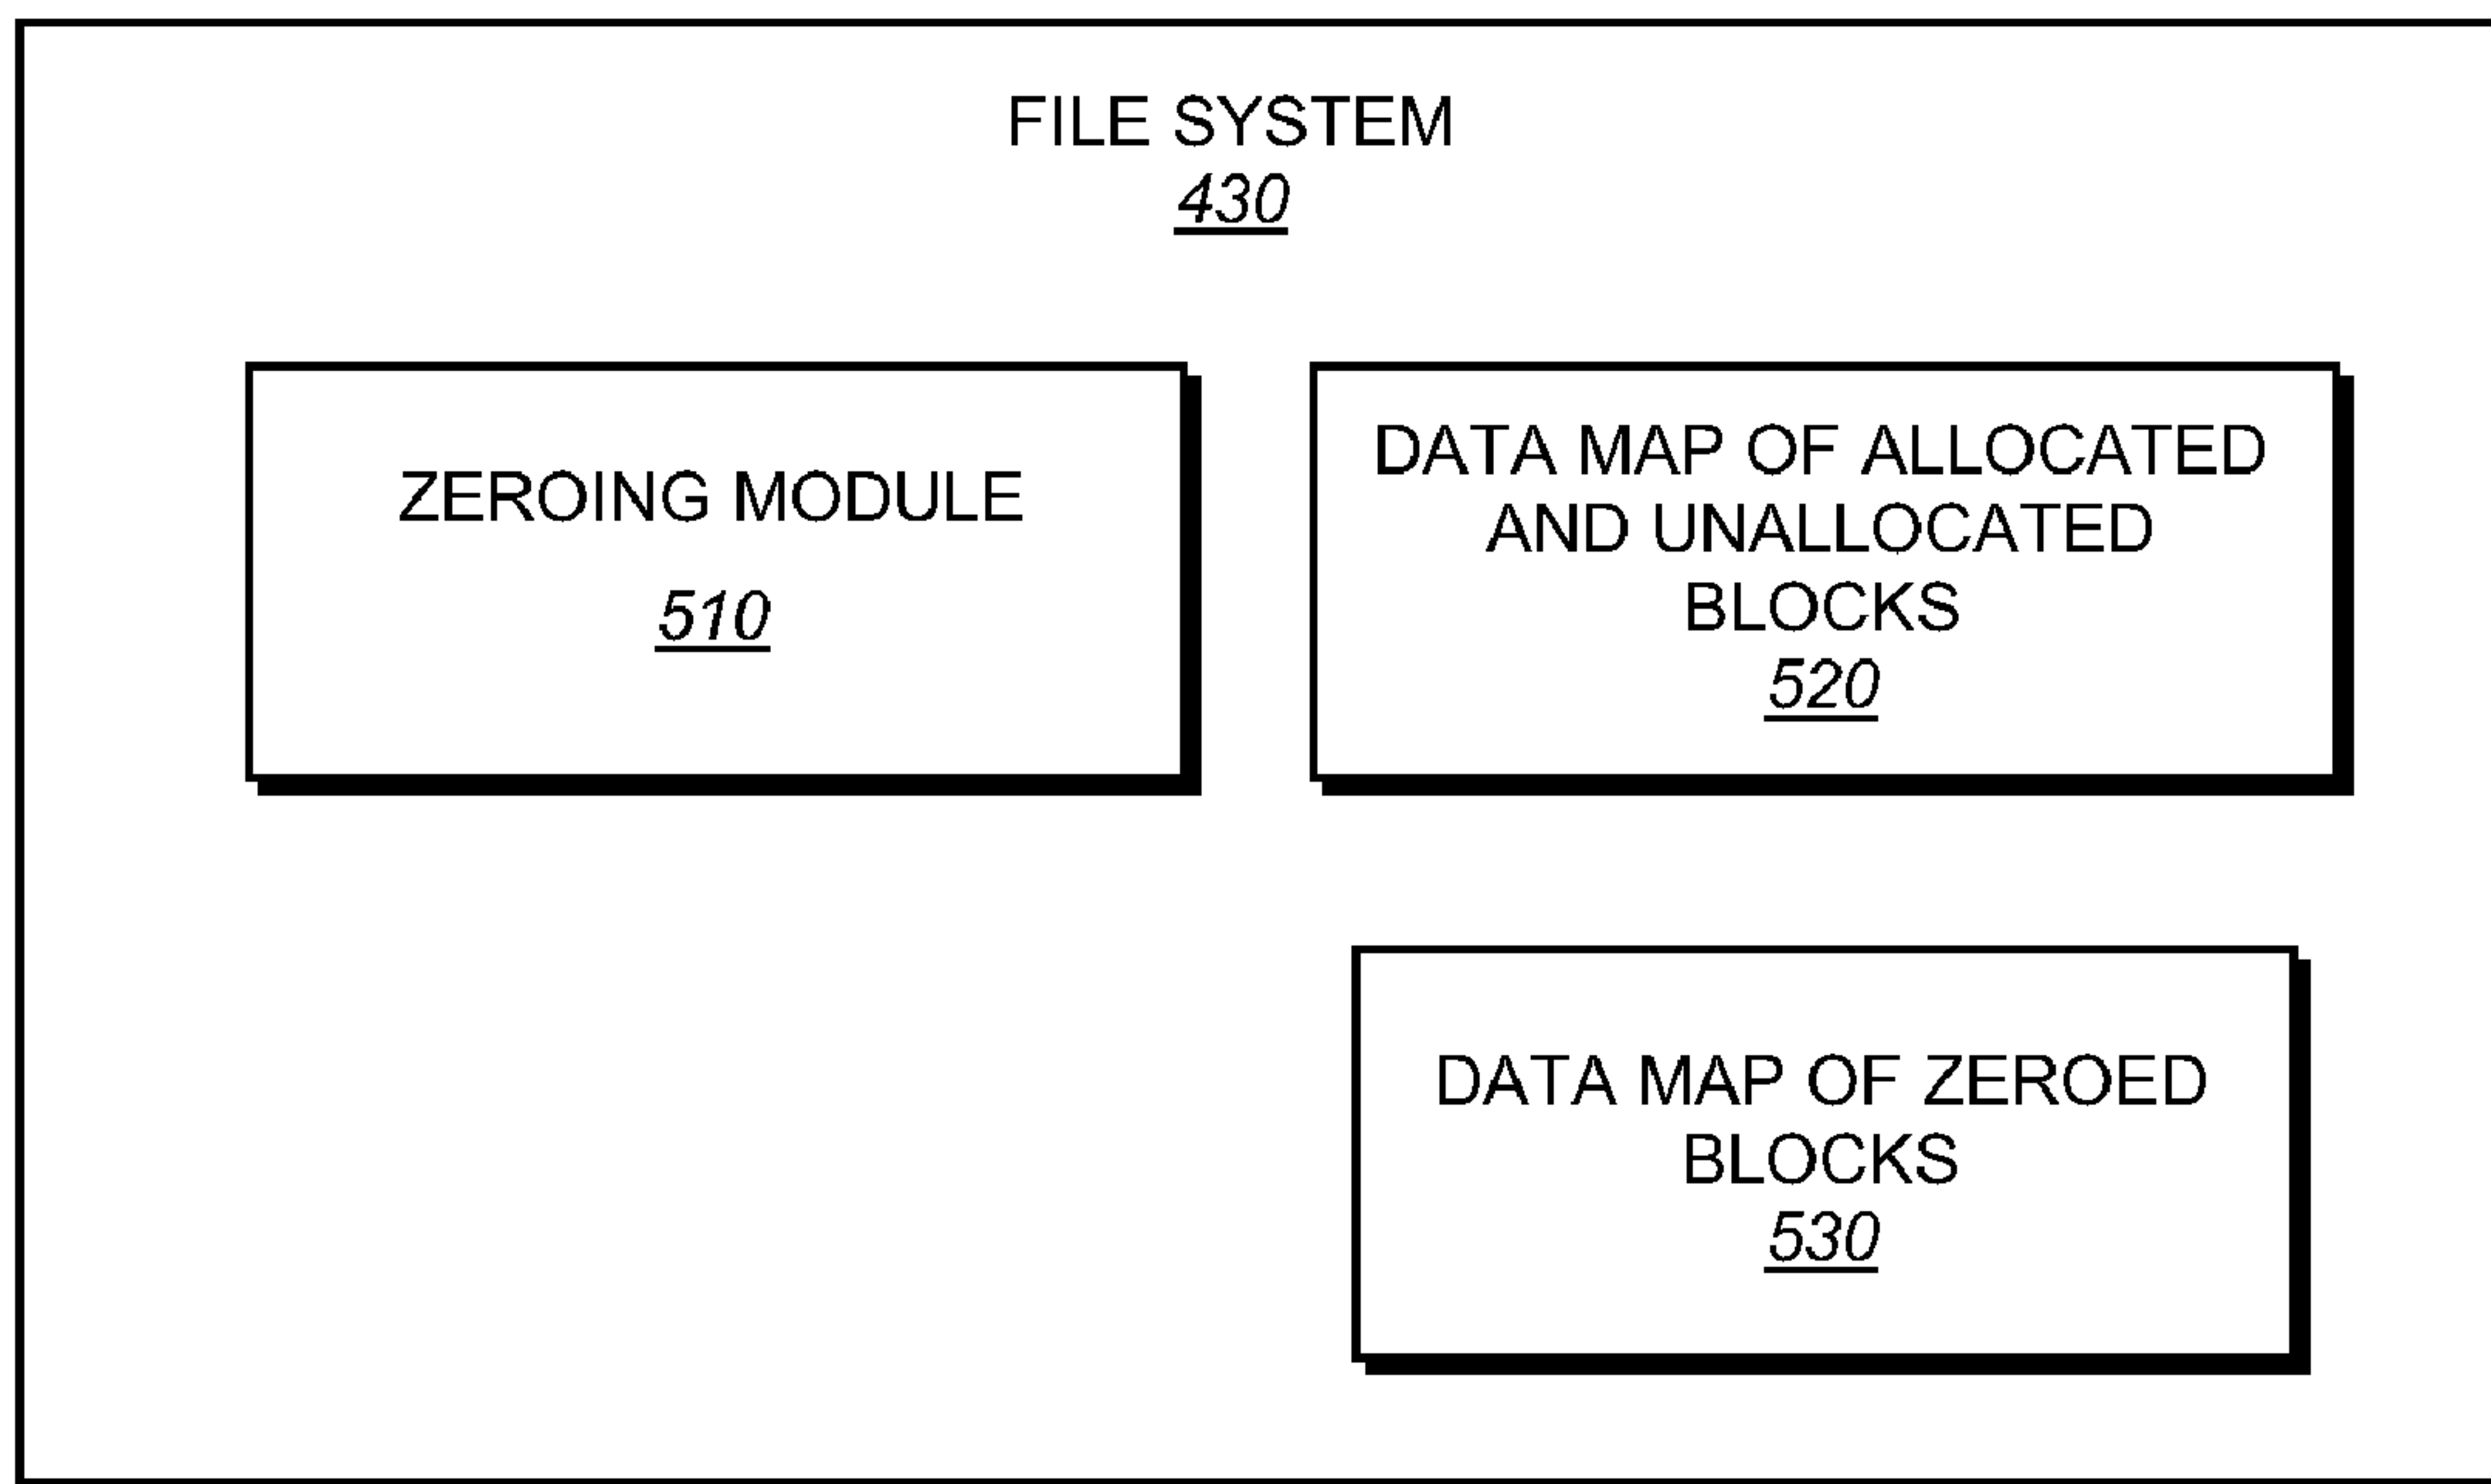 FILE SYSTEM
430
ZEROING MODULE
510
DATA MAP OF ALLOCATED
AND UNALLOCATED
BLOCKS
520
DATA MAP OF ZEROED
BLOCKS
530